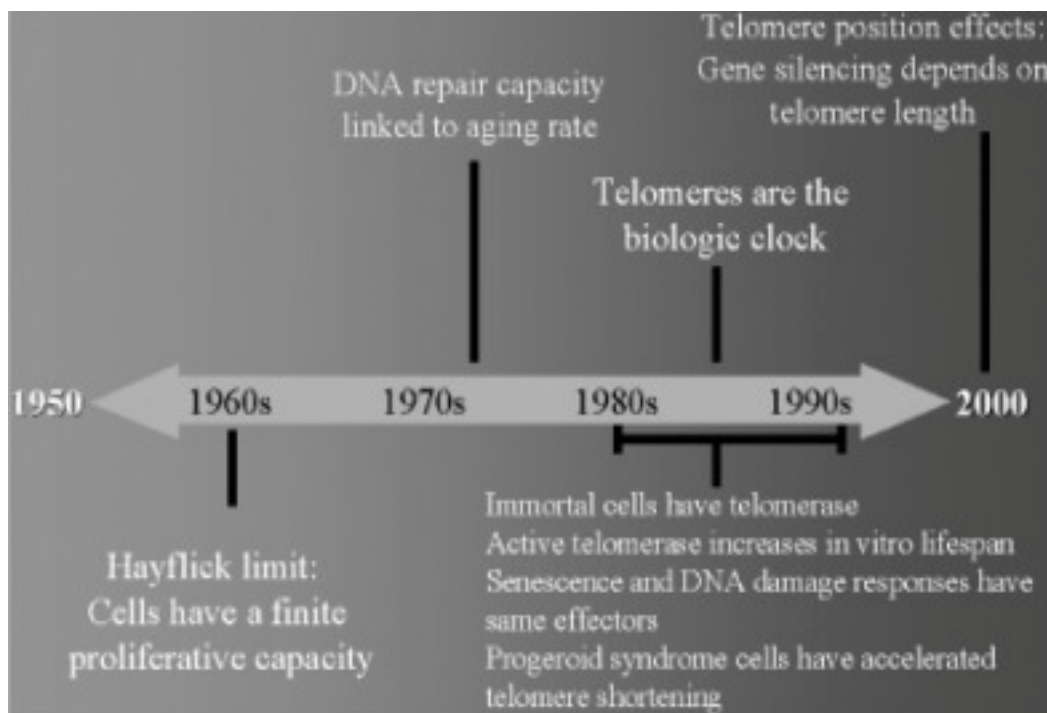 Telomere position effects:
Gene silencing depends on
telomere length
DNA repair capacity
linked to aging rate
Telomeres are the
biologic clock
1950
1960s
1970s
1980s
1990s
2000
Hayflick limit:
Cells have a finite
proliferative capacity
Immortal cells have telomerase
Active telomerase increases in vitro lifespan
Senescence and DNA damage responses have
same effectors
Progeroid syndrome cells have accelerated
telomere shortening